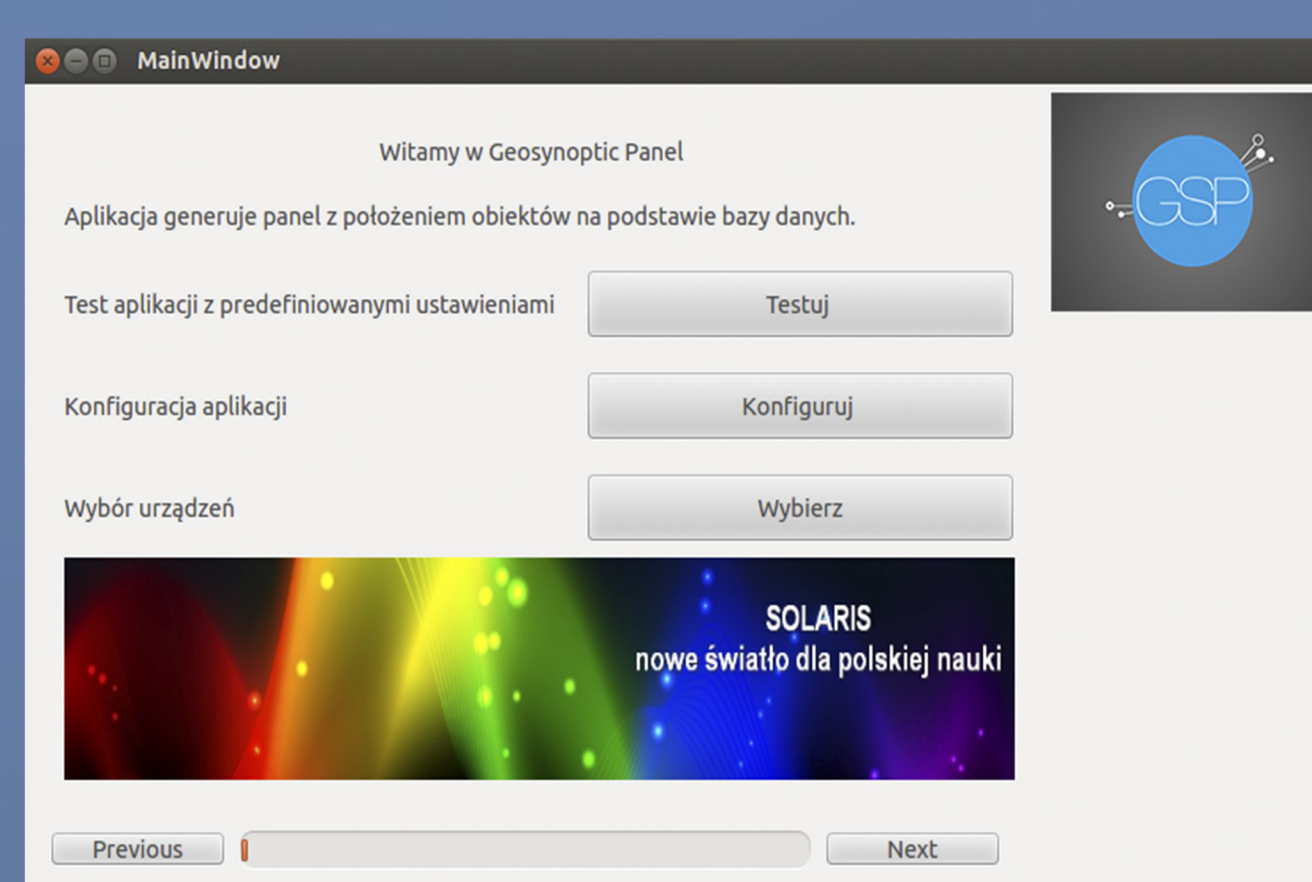 MainWindow
Witamy w Geosynoptic Panel
GSP
Aplikacja generuje panel z położeniem obiektów na podstawie bazy danych.
Test aplikacji z predefiniowanymi ustawieniami
Testuj
Konfiguracja aplikacji
Konfiguruj
Wybór urządzeń
Wybierz
SOLARIS
nowe światło dla polskiej nauki
Previous
Next